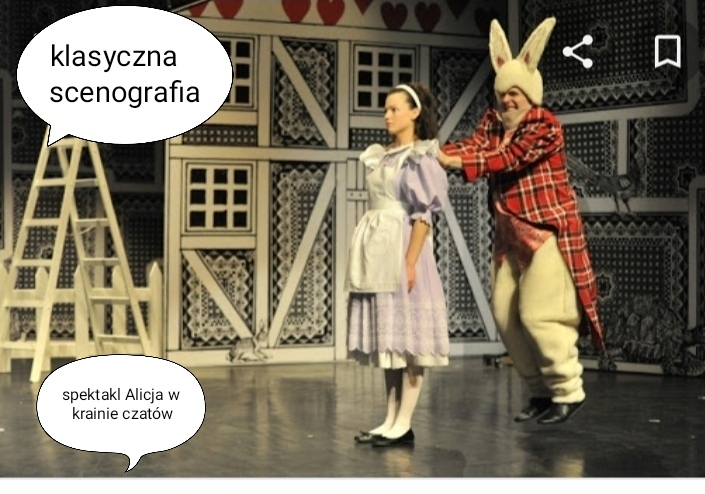 klasyczna
scenografia
spektakl Alicja w
krainie czatów